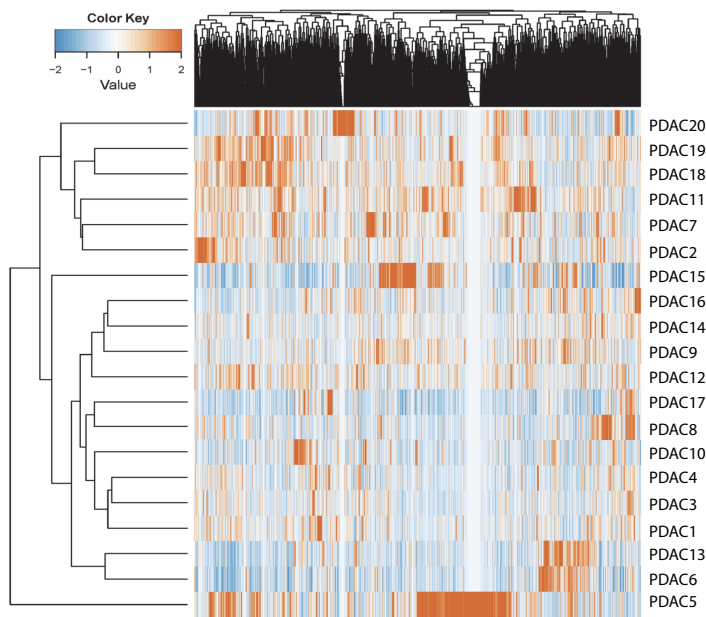 Color Key
−2 −1 0 1 2
Value
PDAC20
PDAC19
PDAC18
PDAC11
PDAC7
PDAC2
PDAC15
PDAC16
PDAC14
PDAC9
PDAC12
PDAC17
PDAC8
PDAC10
PDAC4
PDAC3
PDAC1
PDAC13
PDAC6
PDAC5